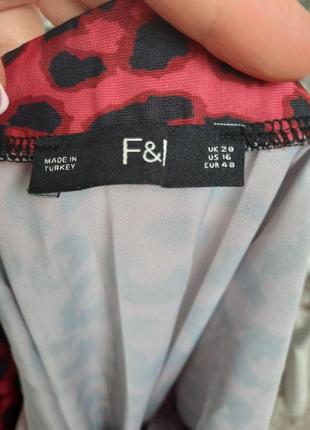 MADE IN
TURKEY
F&F
UK 20
US 16
EUR 48